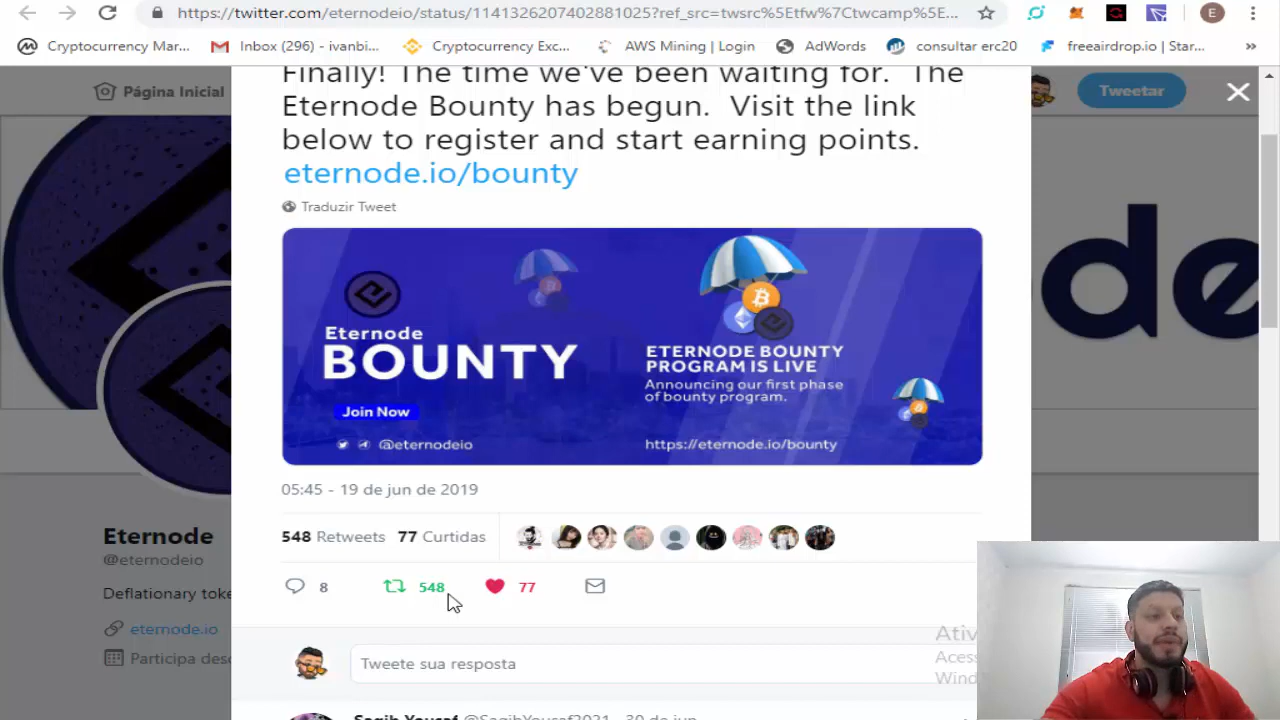 https://twitter.com/eternodeio/status/1141326207402881025?ref_src=twsrc%5Etfw%7Ctwcamp%5E...
E
Cryptocurrency Mar...
Inbox (296) - ivanbi...
Cryptocurrency Exc...
AWS Mining | Login
AdWords
consultar erc20
freeairdrop.io | Star...
»
Página Inicial
Tweetar
Finally! The time we've been waiting for. The
Eternode Bounty has begun. Visit the link
below to register and start earning points.
eternode.io/bounty
Traduzir Tweet
Eternode
BOUNTY
Join Now
@eternodeio
ETERNODE BOUNTY
PROGRAM IS LIVE
Announcing our first phase
of bounty program.
https://eternode.io/bounty
de
05:45 - 19 de jun de 2019
548 Retweets 77 Curtidas
8 548 77
Eternode
@eternodeio
Deflationary toke
eternode.io
Participa desd
Tweete sua resposta
Ativ
Aces
Wind
Saqib Yousaf @SaqibYousaf2021 - 30 de jun